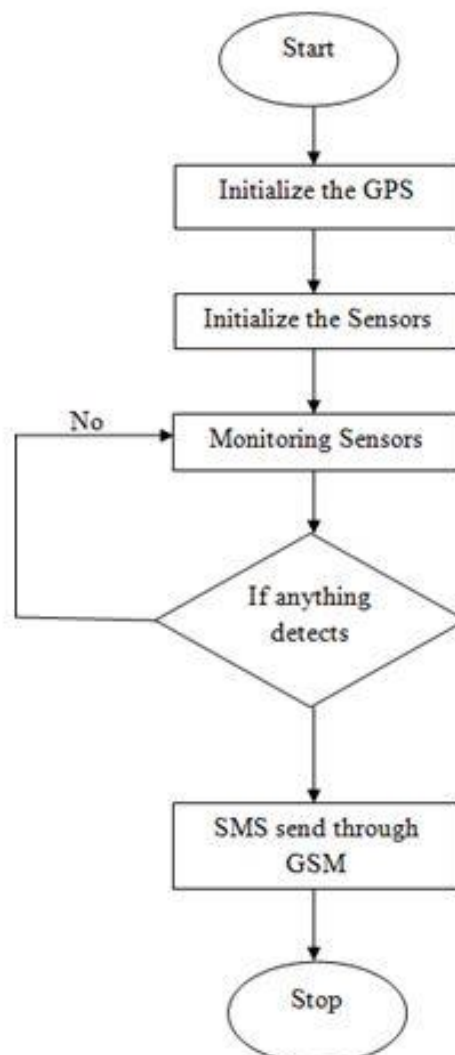 Start
Initialize the GPS
Initialize the Sensors
No
Monitoring Sensors
If anything
detects
SMS send through
GSM
Stop